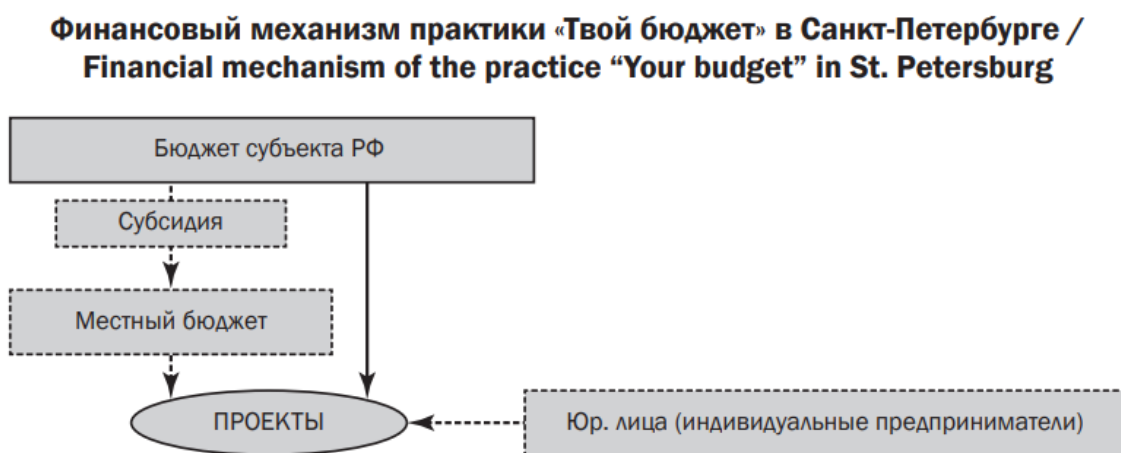 Финансовый механизм практики «Твой бюджет» в Санкт-Петербурге /
Financial mechanism of the practice “Your budget” in St. Petersburg
Бюджет субъекта РФ
Субсидия
Местный бюджет
ПРОЕКТЫ
Юр. лица (индивидуальные предприниматели)